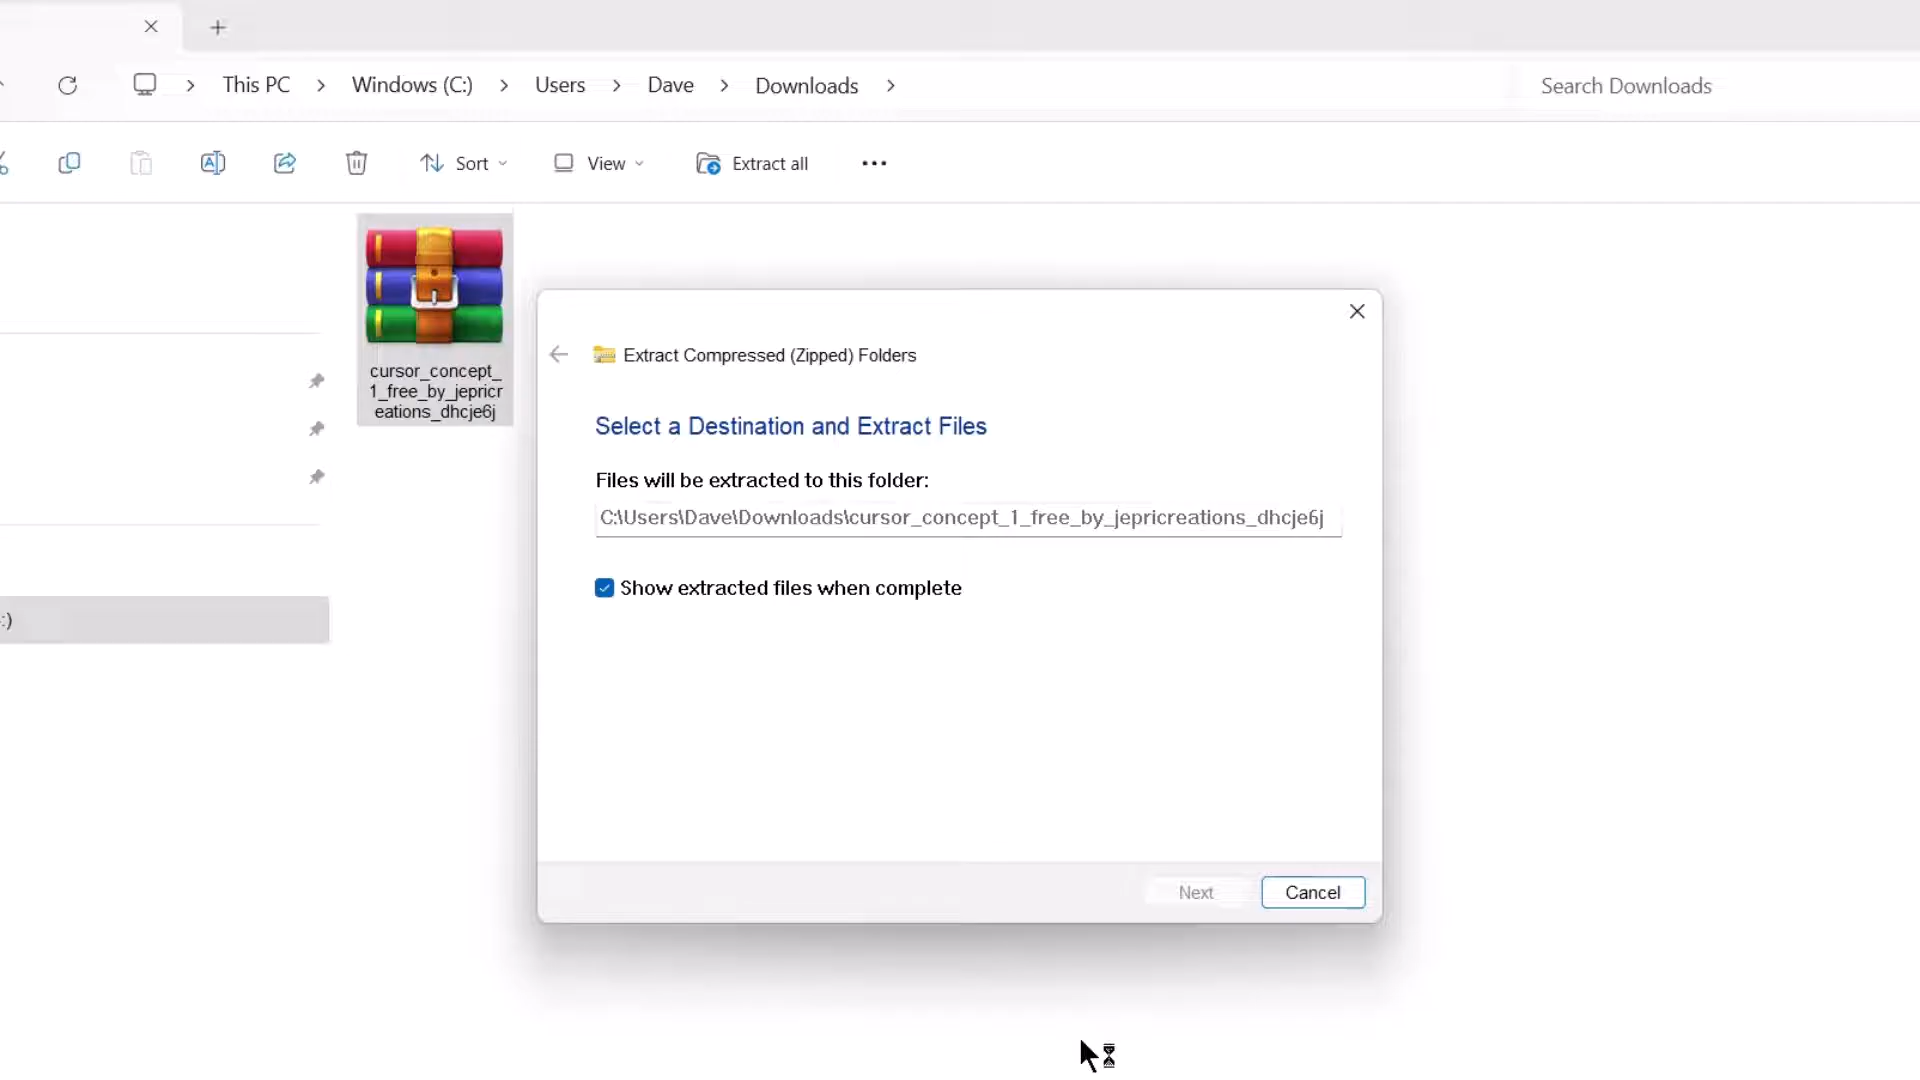 This PC
Windows (C:)
Users
Dave
Downloads
Search Downloads
Sort
View
Extract all
cursor_concept_
1_free_by_jepricr
eations_dhcje6j
Extract Compressed (Zipped) Folders
Select a Destination and Extract Files
Files will be extracted to this folder:
C:\Users\Dave\Downloads\cursor_concept_1_free_by_jepricreations_dhcje6j
Show extracted files when complete
:)
Next
Cancel